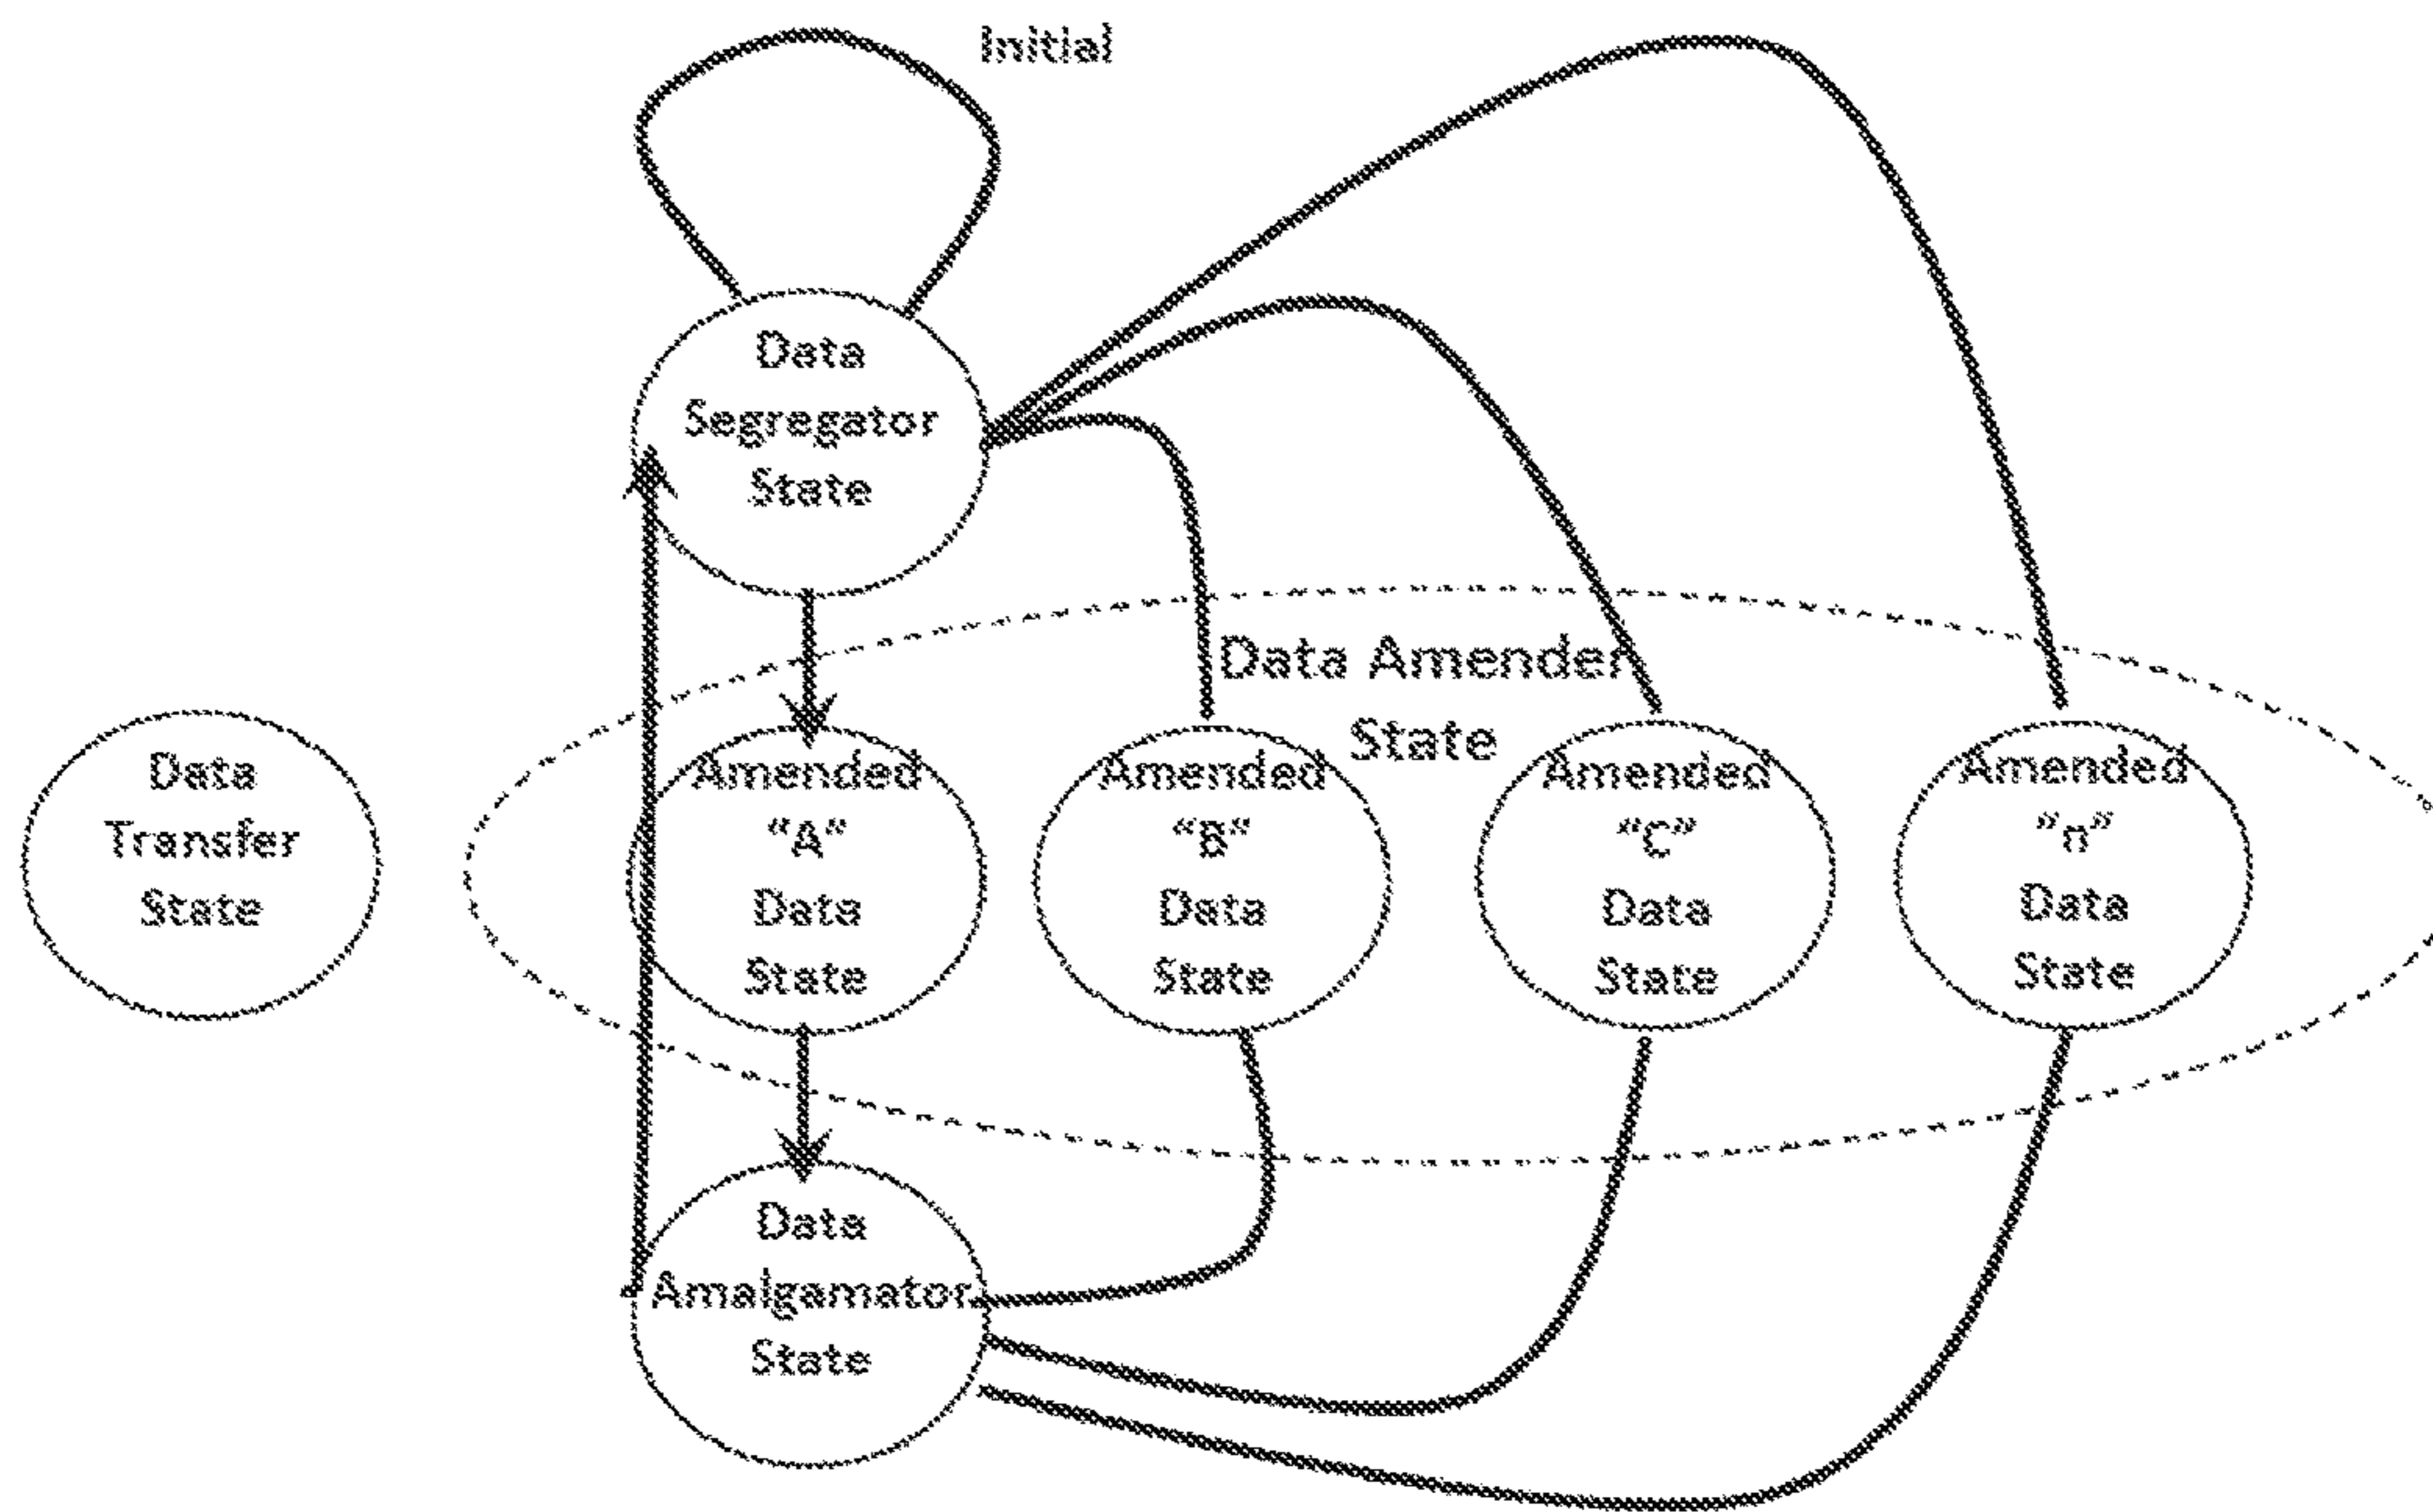 Initial
Data
Segregator
State
Data Amender
State
Data
Transfer
State
Amended
“A”
Data
State
Amended
“B”
Data
State
Amended
“C”
Data
State
Amended
“n”
Data
State
Data
Amalgamator
State